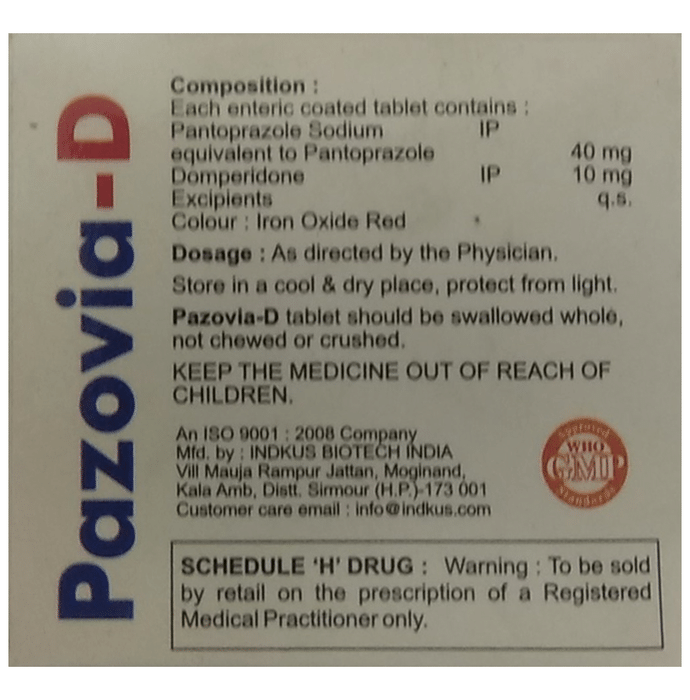 Pazovia-D
Composition :
Each enteric coated tablet contains :
Pantoprazole Sodium IP
equivalent to Pantoprazole 40 mg
Domperidone IP 10 mg
Excipients q.s.
Colour : Iron Oxide Red
Dosage : As directed by the Physician.
Store in a cool & dry place, protect from light.
Pazovia-D tablet should be swallowed whole,
not chewed or crushed.
KEEP THE MEDICINE OUT OF REACH OF
CHILDREN.
An ISO 9001 : 2008 Company
Mfd. by : INDKUS BIOTECH INDIA
Vill Mauja Rampur Jattan, Moginand,
Kala Amb, Distt. Sirmour (H.P.)-173 001
Customer care email : info@indkus.com
Approved
WHO
GMP
Standards
SCHEDULE 'H' DRUG : Warning : To be sold
by retail on the prescription of a Registered
Medical Practitioner only.